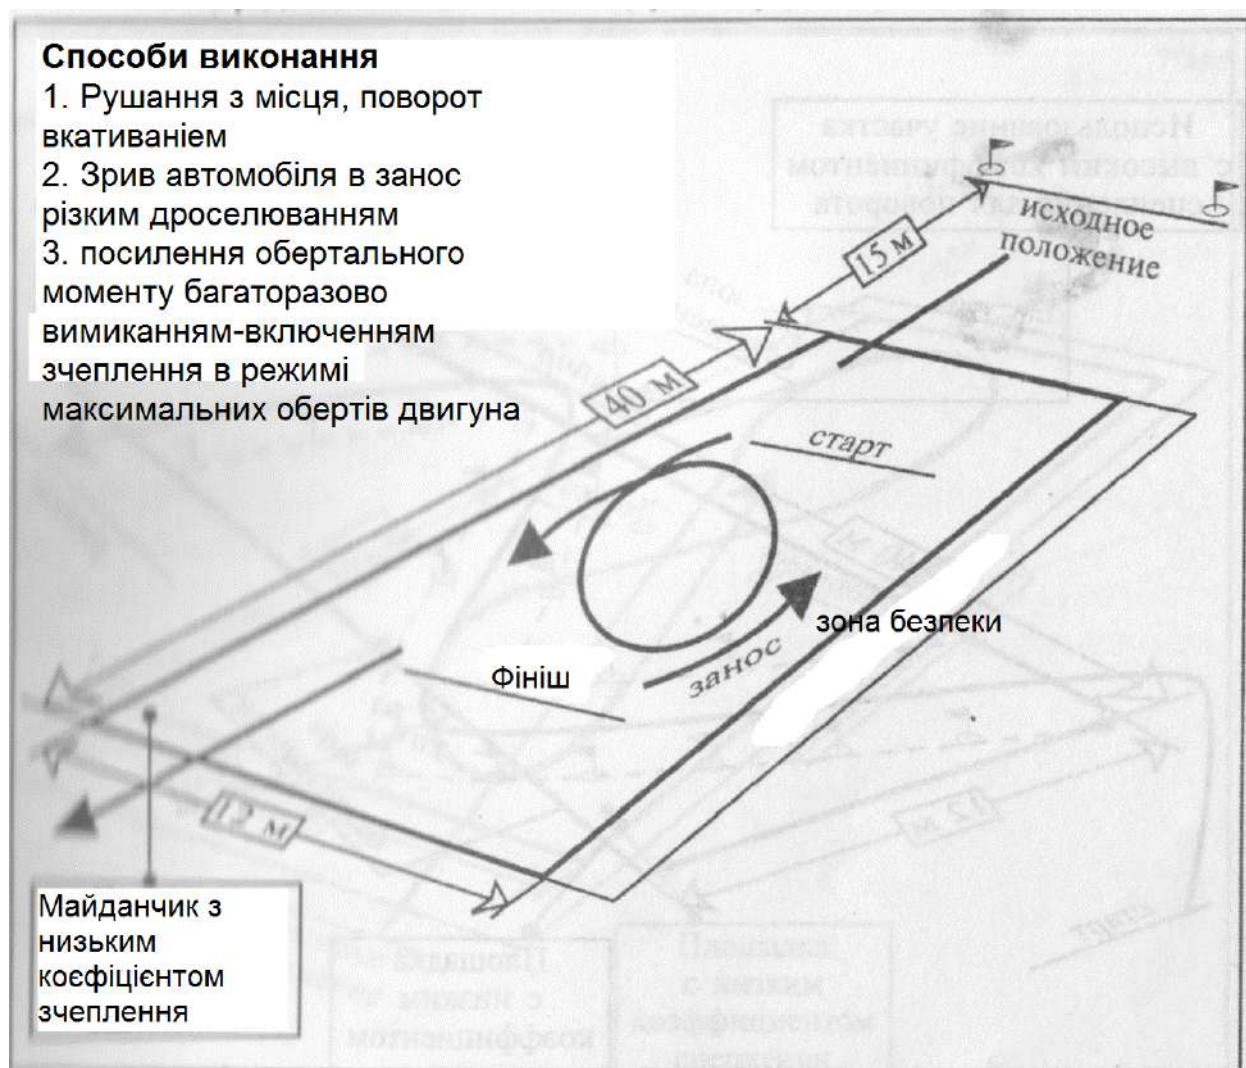 Способи виконання
1. Рушання з місця, поворот
вкативаніем
2. Зрив автомобіля в занос
різким дроселюванням
3. посилення обертального
моменту багаторазово
вимиканням-включенням
зчеплення в режимі
максимальних обертів двигуна
исходное
положение
15 м
40 м
старт
зона безпеки
занос
Фініш
12 м
Майданчик з
низьким
коєфіцієнтом
зчеплення